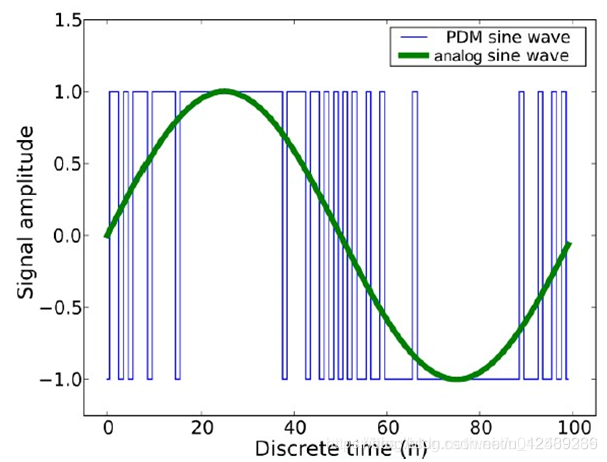 1.5
PDM sine wave
analog sine wave
1.0
0.5
0.0
−0.5
−1.0
Signal amplitude
0 20 40 60 80 100
Discrete time (n)